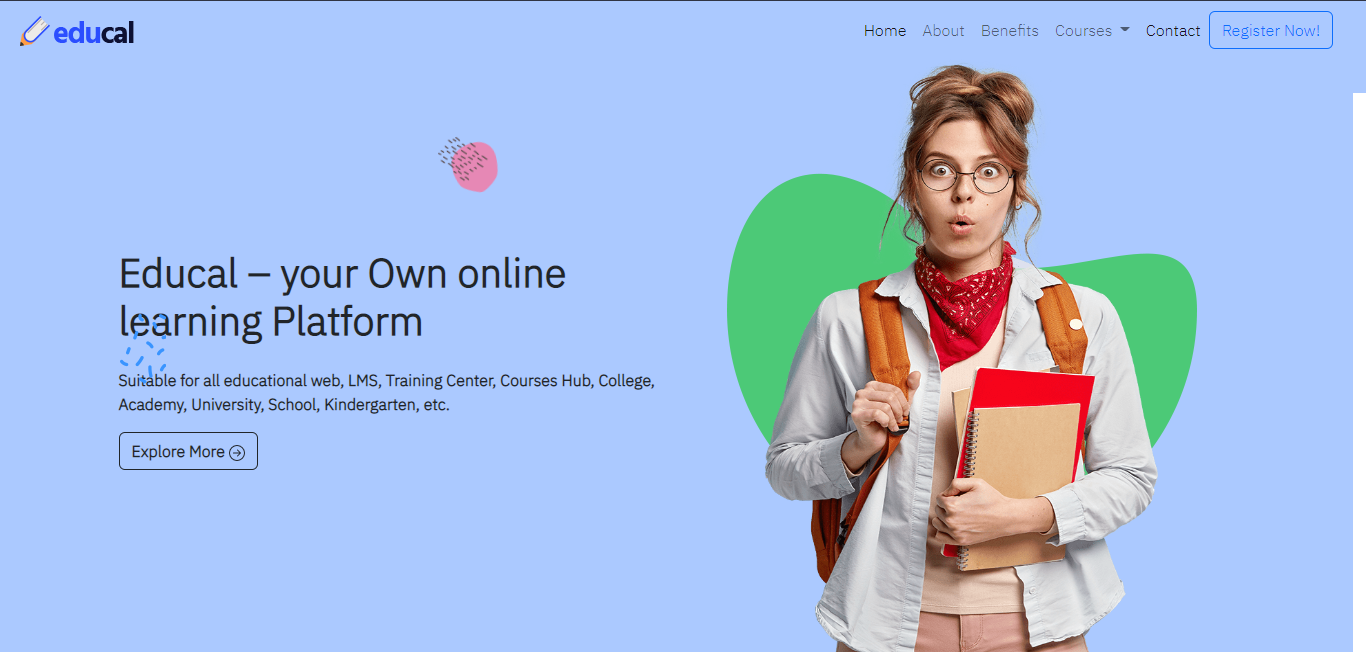 educal
Home About Benefits Courses Contact Register Now!
Educal – your Own online
learning Platform
Suitable for all educational web, LMS, Training Center, Courses Hub, College,
Academy, University, School, Kindergarten, etc.
Explore More